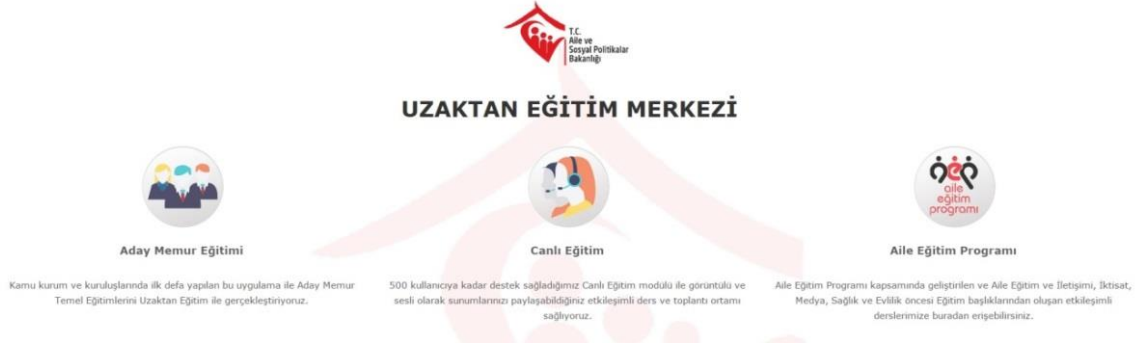 T.C.
Aile ve
Sosyal Politikalar
Bakanlığı
UZAKTAN EĞİTİM MERKEZİ
aile
eğitim
programı
Aday Memur Eğitimi
Canlı Eğitim
Aile Eğitim Programı
Kamu kurum ve kuruluşlarında ilk defa yapılan bu uygulama ile Aday Memur
Temel Eğitimlerini Uzaktan Eğitim ile gerçekleştiriyoruz.
500 kullanıcıya kadar destek sağladığımız Canlı Eğitim modülü ile görüntülü ve
sesli olarak sunumlarınızı paylaşabildiğiniz etkileşimli ders ve toplantı ortamı
sağlıyoruz.
Aile Eğitim Programı kapsamında geliştirilen ve Aile Eğitim ve İletişimi, İktisat,
Medya, Sağlık ve Evlilik öncesi Eğitim başlıklarından oluşan etkileşimli
derslerimize buradan erişebilirsiniz.